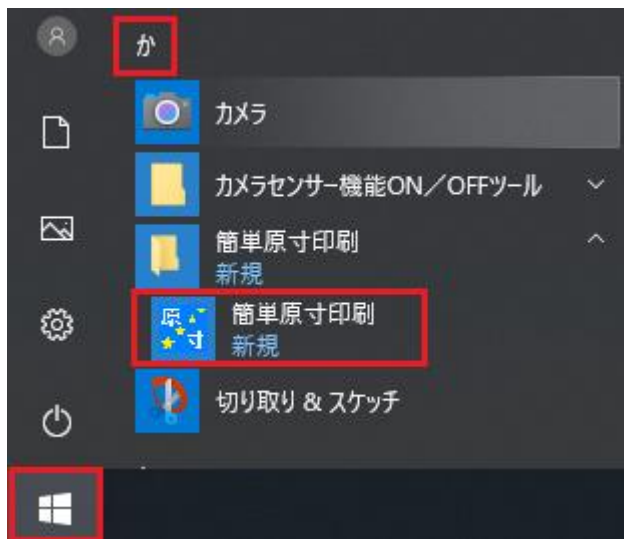 か
カメラ
カメラセンサー機能ON／OFFツール
簡単原寸印刷
新規
原
寸
簡単原寸印刷
新規
切り取り & スケッチ